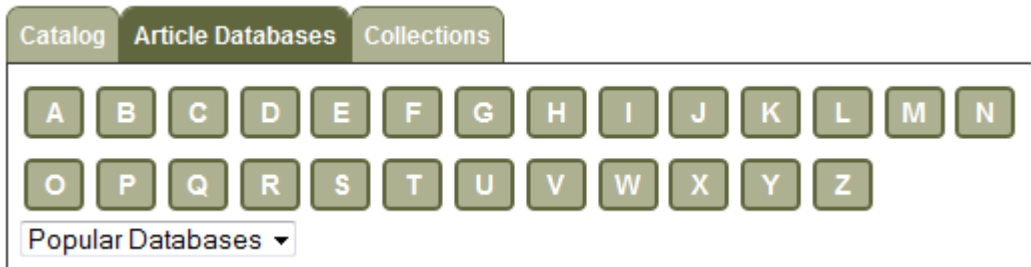 Catalog Article Databases Collections
A B C D E F G H I J K L M N
O P Q R S T U V W X Y Z
Popular Databases